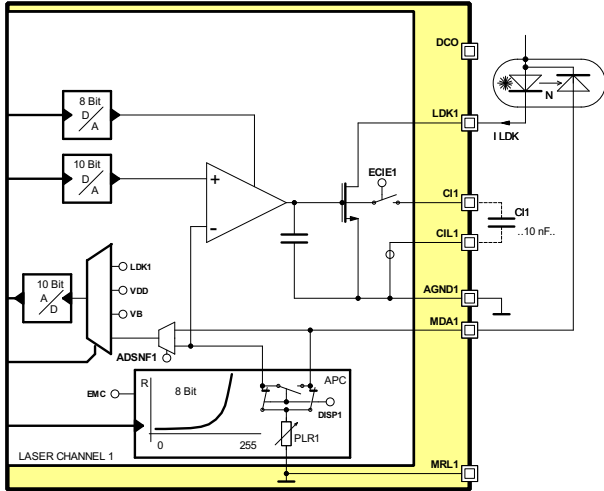 DCO
8 Bit
D
A
N
LDK1
I LDK
10 Bit
D
A
+
-
ECIE1
CI1
CI1
..10 nF..
CIL1
LDK1
10 Bit
A
D
VDD
VB
AGND1
MDA1
ADSNF1
R
8 Bit
APC
EMC
DISP1
PLR1
0
255
LASER CHANNEL 1
MRL1